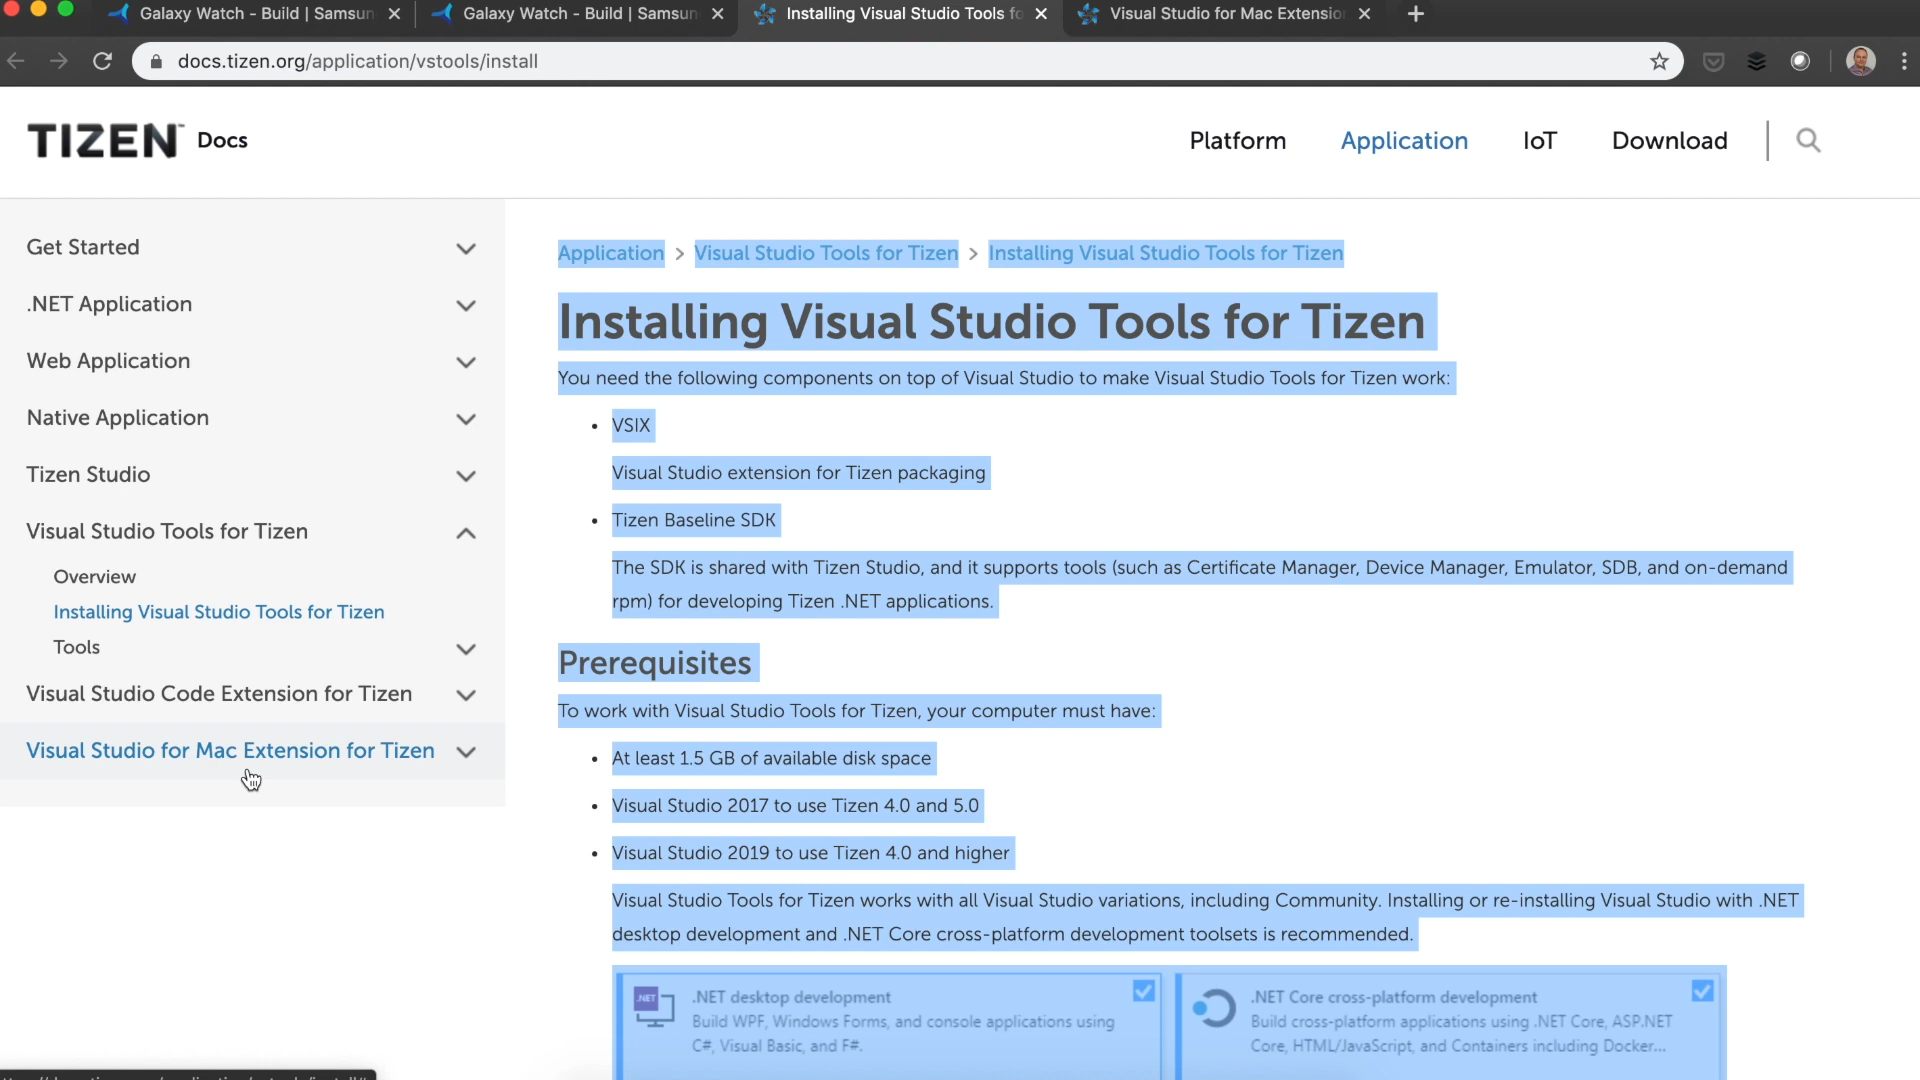 Galaxy Watch - Build | Samsun
Galaxy Watch - Build | Samsun
Installing Visual Studio Tools fo
Visual Studio for Mac Extension
docs.tizen.org/application/vstools/install
TIZEN™ Docs
Platform
Application
IoT
Download
Get Started
.NET Application
Web Application
Native Application
Tizen Studio
Visual Studio Tools for Tizen
Overview
Installing Visual Studio Tools for Tizen
Tools
Visual Studio Code Extension for Tizen
Visual Studio for Mac Extension for Tizen
Application > Visual Studio Tools for Tizen > Installing Visual Studio Tools for Tizen
Installing Visual Studio Tools for Tizen
You need the following components on top of Visual Studio to make Visual Studio Tools for Tizen work:
• VSIX
Visual Studio extension for Tizen packaging
• Tizen Baseline SDK
The SDK is shared with Tizen Studio, and it supports tools (such as Certificate Manager, Device Manager, Emulator, SDB, and on-demand
rpm) for developing Tizen .NET applications.
Prerequisites
To work with Visual Studio Tools for Tizen, your computer must have:
• At least 1.5 GB of available disk space
• Visual Studio 2017 to use Tizen 4.0 and 5.0
• Visual Studio 2019 to use Tizen 4.0 and higher
Visual Studio Tools for Tizen works with all Visual Studio variations, including Community. Installing or re-installing Visual Studio with .NET
desktop development and .NET Core cross-platform development toolsets is recommended.
.NET
.NET desktop development
Build WPF, Windows Forms, and console applications using
C#, Visual Basic, and F#.
.NET Core cross-platform development
Build cross-platform applications using .NET Core, ASP.NET
Core, HTML/JavaScript, and Containers including Docker...